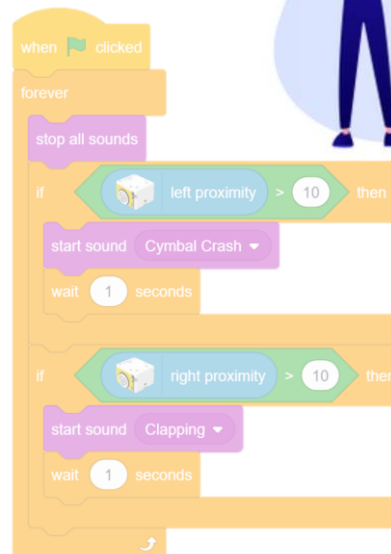 when clicked
forever
stop all sounds
if left proximity > 10 then
start sound Cymbal Crash
wait 1 seconds
if right proximity > 10 then
start sound Clapping
wait 1 seconds